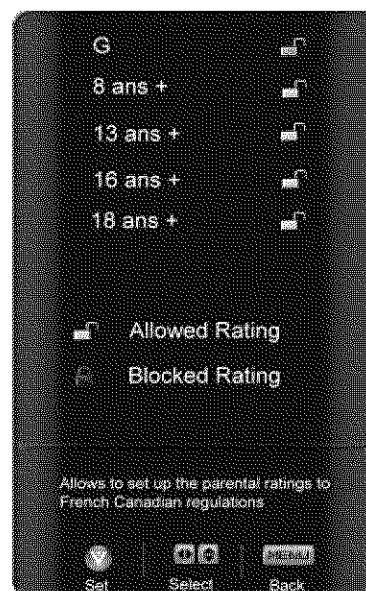 G
8 ans +
13 ans +
16 ans +
18 ans +
Allowed Rating
Blocked Rating
Allows to set up the parental ratings to
French Canadian regulations
MENU
Set Select Back